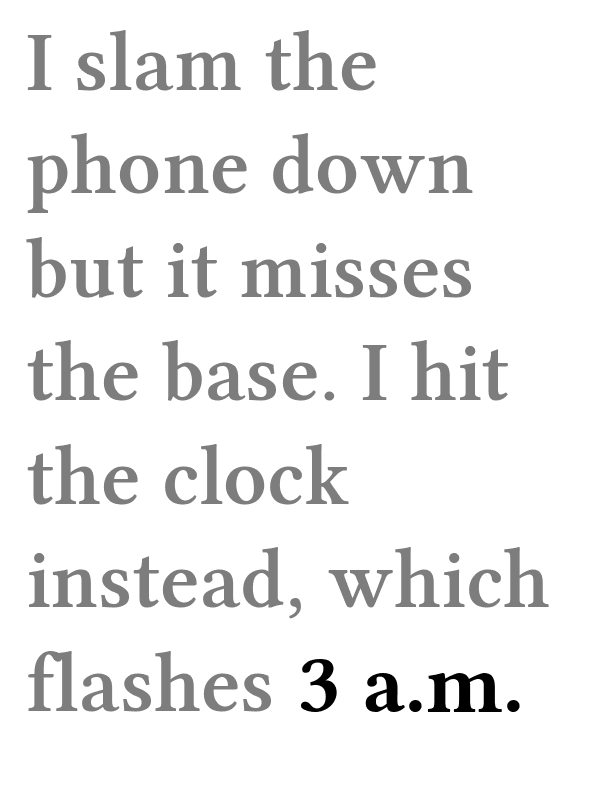 I slam the
phone down
but it misses
the base. I hit
the clock
instead, which
flashes 3 a.m.